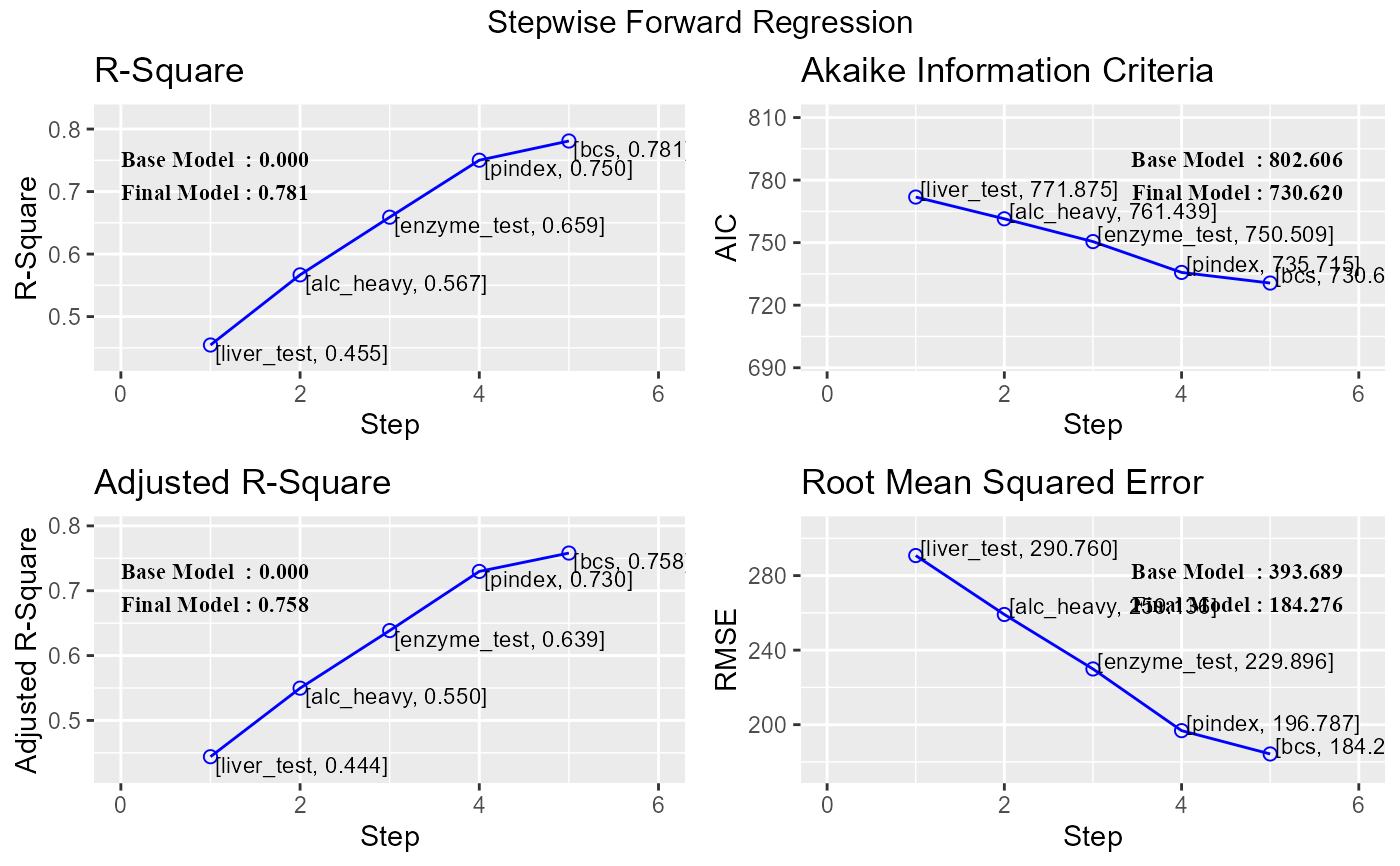 Stepwise Forward Regression
R-Square
R-Square
0.8
0.7
0.6
0.5
Base Model : 0.000
Final Model : 0.781
[liver_test, 0.455]
[alc_heavy, 0.567]
[enzyme_test, 0.659]
[pindex, 0.750]
[bcs, 0.781]
0 2 4 6
Step
Akaike Information Criteria
AIC
810
780
750
720
690
Base Model : 802.606
Final Model : 730.620
[liver_test, 771.875]
[alc_heavy, 761.439]
[enzyme_test, 750.509]
[pindex, 735.715]
[bcs, 730.6
0 2 4 6
Step
Adjusted R-Square
Adjusted R-Square
0.8
0.7
0.6
0.5
Base Model : 0.000
Final Model : 0.758
[liver_test, 0.444]
[alc_heavy, 0.550]
[enzyme_test, 0.639]
[pindex, 0.730]
[bcs, 0.758
0 2 4 6
Step
Root Mean Squared Error
RMSE
280
240
200
Base Model : 393.689
Final Model : 184.276
[liver_test, 290.760]
[alc_heavy,
[enzyme_test, 229.896]
[pindex, 196.787]
[bcs, 184.2
0 2 4 6
Step